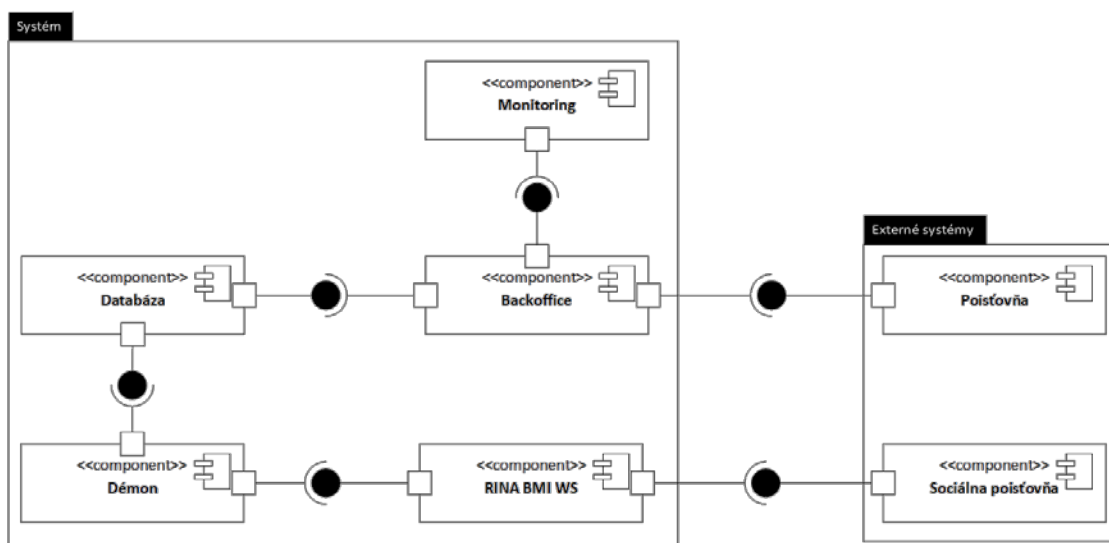 Systém
<<component>>
Monitoring
Externé systémy
<<component>>
Databáza
<<component>>
Backoffice
<<component>>
Poisťovňa
<<component>>
Démon
<<component>>
RINA BMI WS
<<component>>
Sociálna poisťovňa